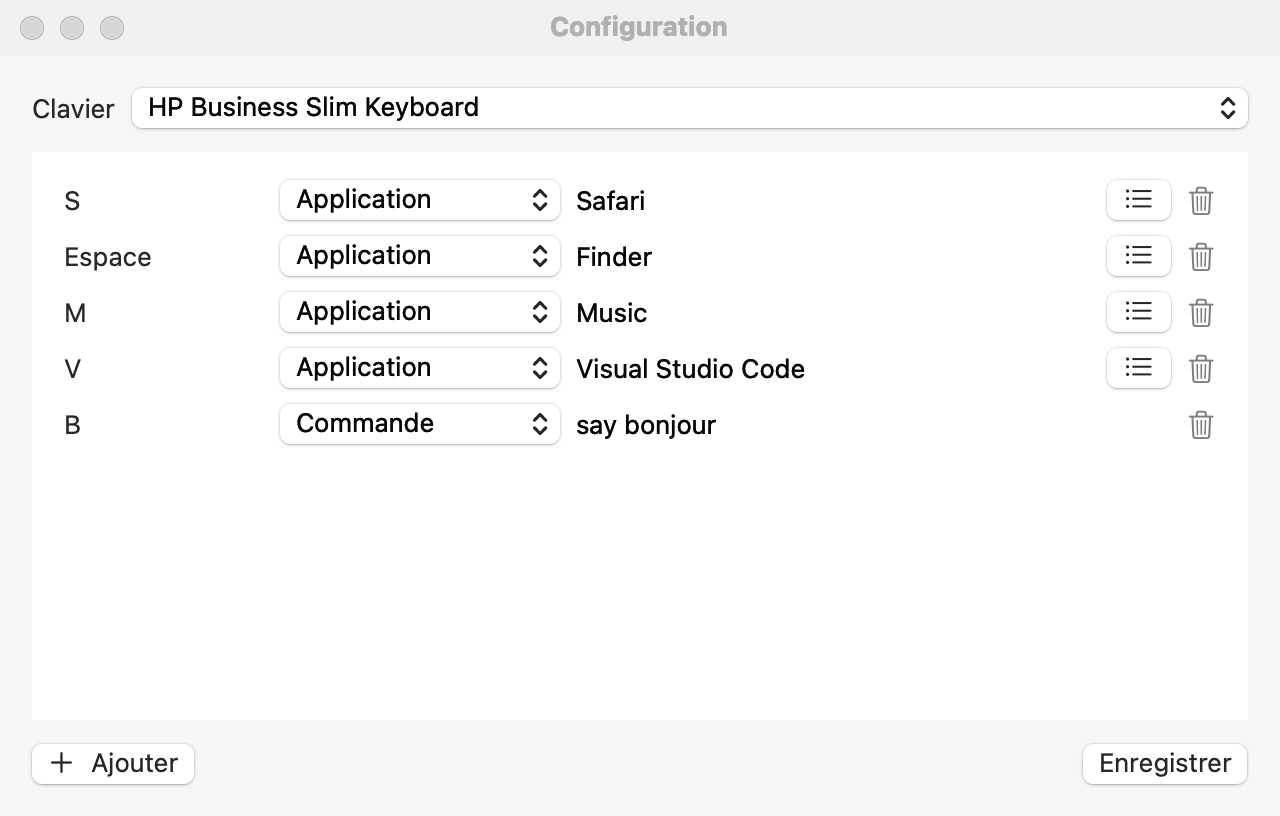 Configuration
Clavier HP Business Slim Keyboard
S Application Safari
Espace Application Finder
M Application Music
V Application Visual Studio Code
B Commande say bonjour
+ Ajouter Enregistrer